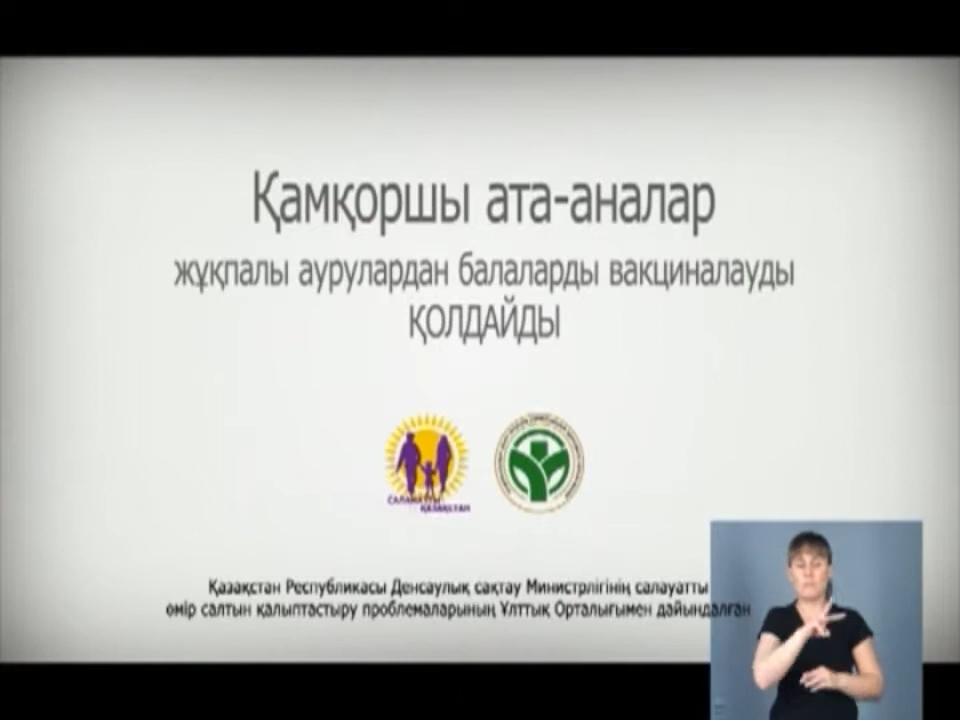 Қамқоршы ата-аналар
жұқпалы аурулардан балаларды вакциналауды
ҚОЛДАЙДЫ
САЛАМАТТЫ
ҚАЗАҚСТАН
Қазақстан Республикасы Денсаулық сақтау Министрлігінің салауатты
өмір салтын қалыптастыру проблемаларының Ұлттық Орталығымен дайындалған